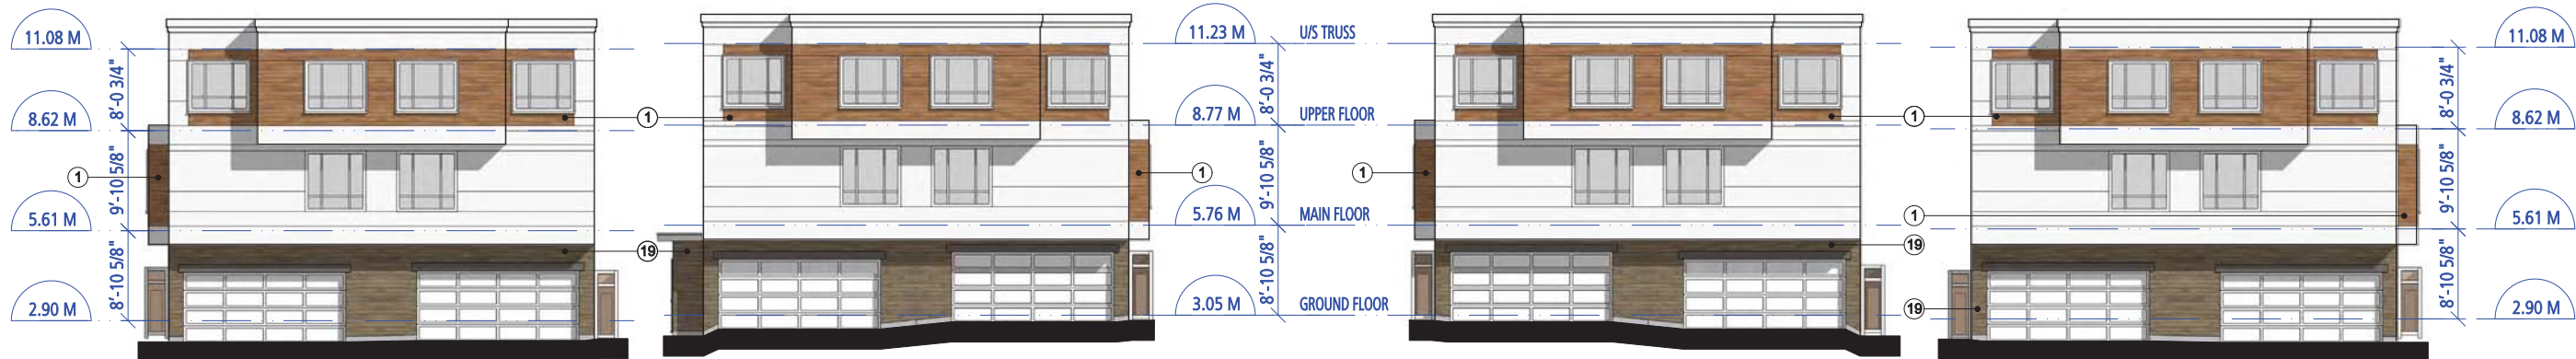 11.08 M
8'-0 3/4"
8.62 M
1
9'-10 5/8"
5.61 M
19
8'-10 5/8"
2.90 M
1
11.23 M
U/S TRUSS
8'-0 3/4"
8.77 M
UPPER FLOOR
1
9'-10 5/8"
5.76 M
MAIN FLOOR
8'-10 5/8"
3.05 M
GROUND FLOOR
1
1
19
1
19
11.08 M
8'-0 3/4"
8.62 M
9'-10 5/8"
5.61 M
8'-10 5/8"
2.90 M